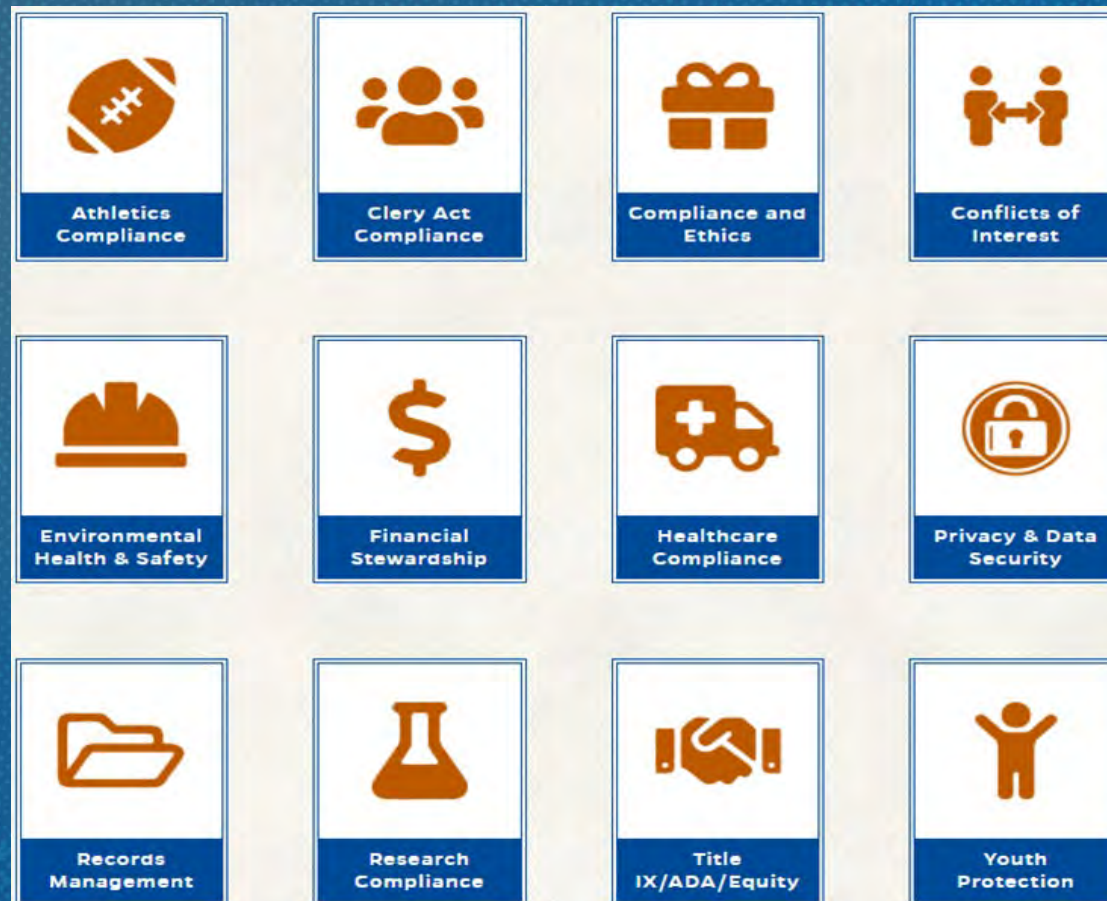 Athletics
Compliance
Clery Act
Compliance
Compliance and
Ethics
Conflicts of
Interest
Environmental
Health & Safety
Financial
Stewardship
Healthcare
Compliance
Privacy & Data
Security
Records
Management
Research
Compliance
Title
IX/ADA/Equity
Youth
Protection